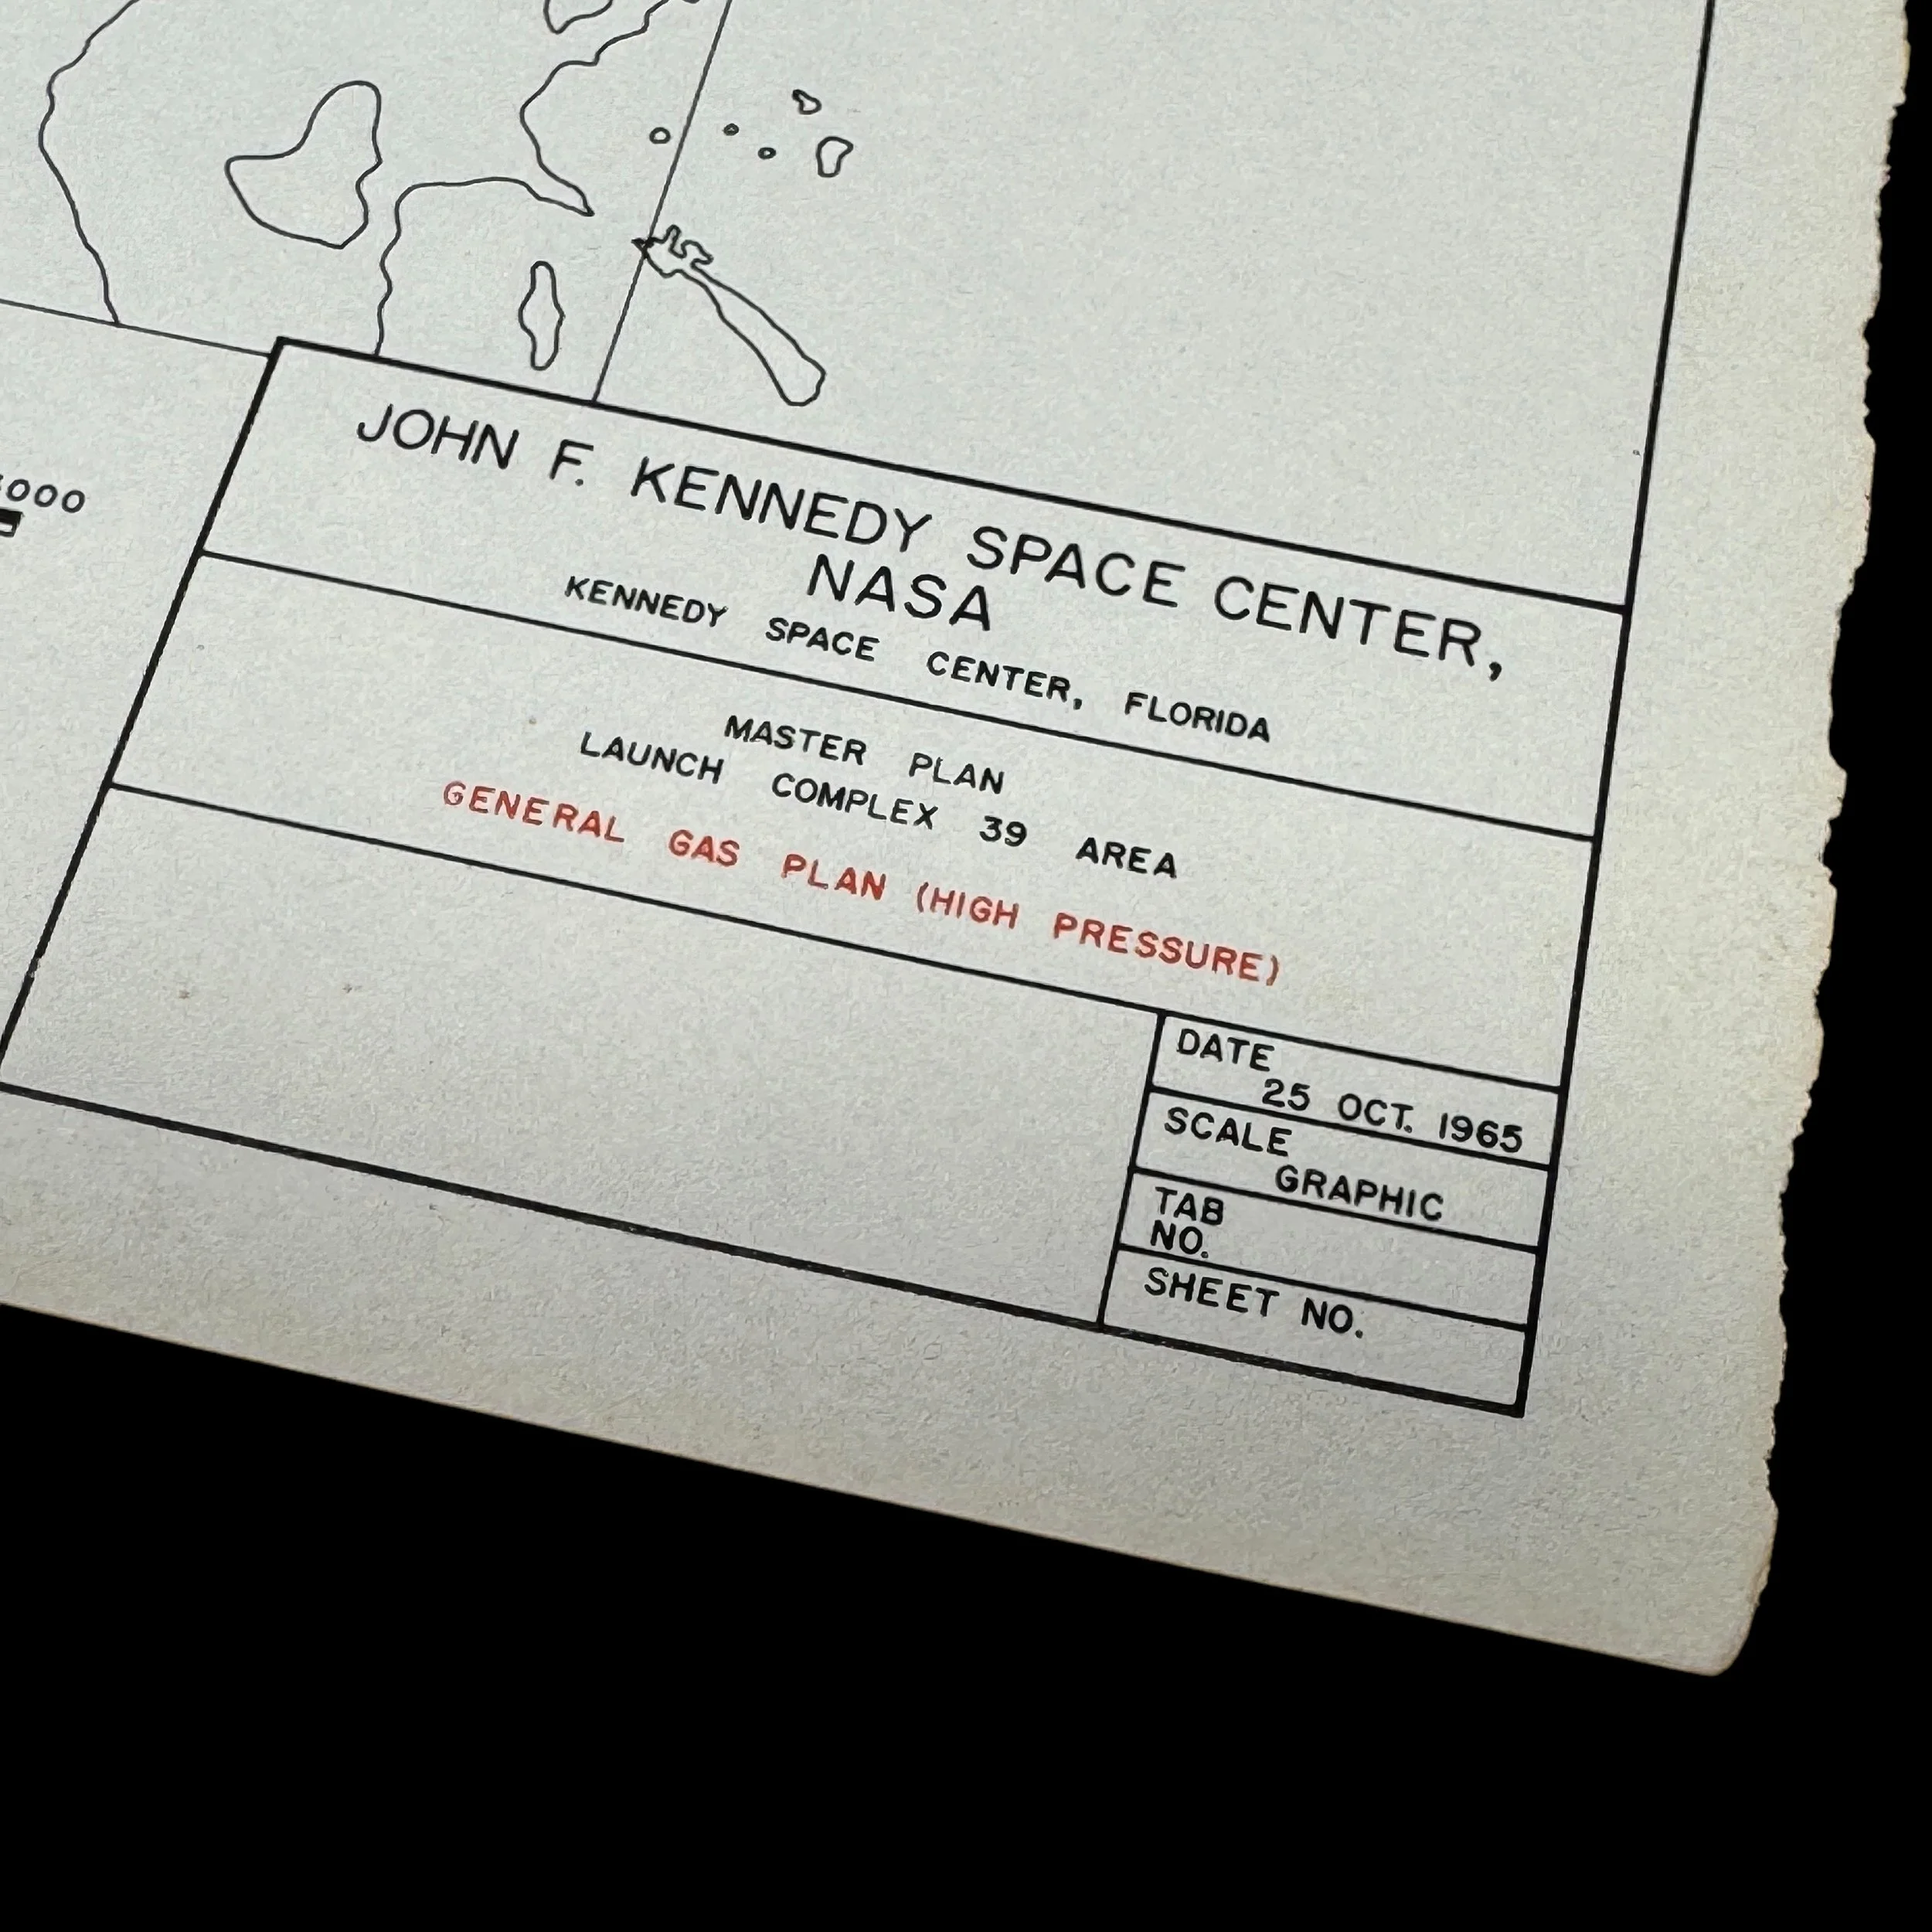 000
JOHN F. KENNEDY SPACE CENTER,
NASA
KENNEDY SPACE CENTER, FLORIDA
MASTER PLAN
LAUNCH COMPLEX 39 AREA
GENERAL GAS PLAN (HIGH PRESSURE)
DATE
25 OCT. 1965
SCALE
GRAPHIC
TAB
NO.
SHEET NO.